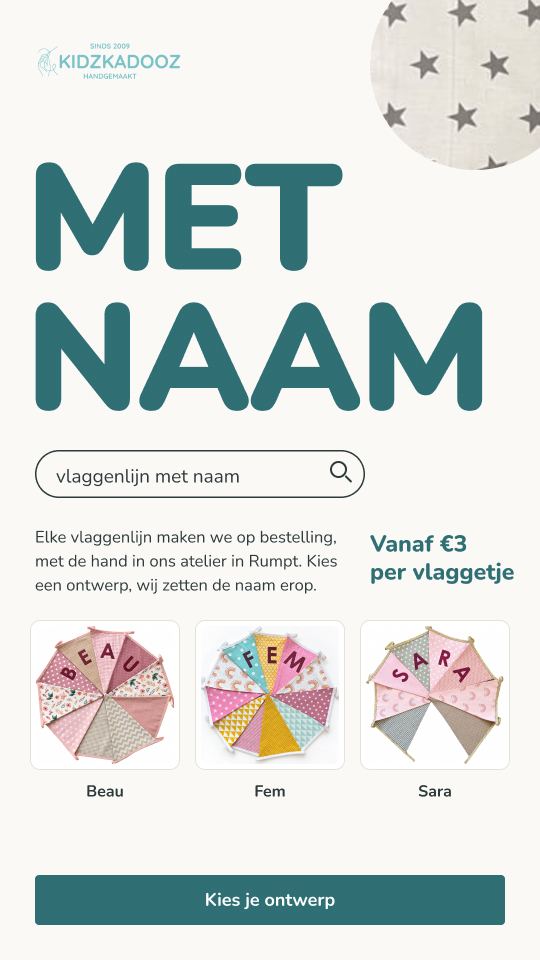 SINDS 2009
KIDZKADOOZ
HANDGEMAAKT
MET
NAAM
vlaggenlijn met naam
Elke vlaggenlijn maken we op bestelling,
met de hand in ons atelier in Rumpt. Kies
een ontwerp, wij zetten de naam erop.
Vanaf €3
per vlaggetje
BEAU
FEM
SARA
Beau
Fem
Sara
Kies je ontwerp